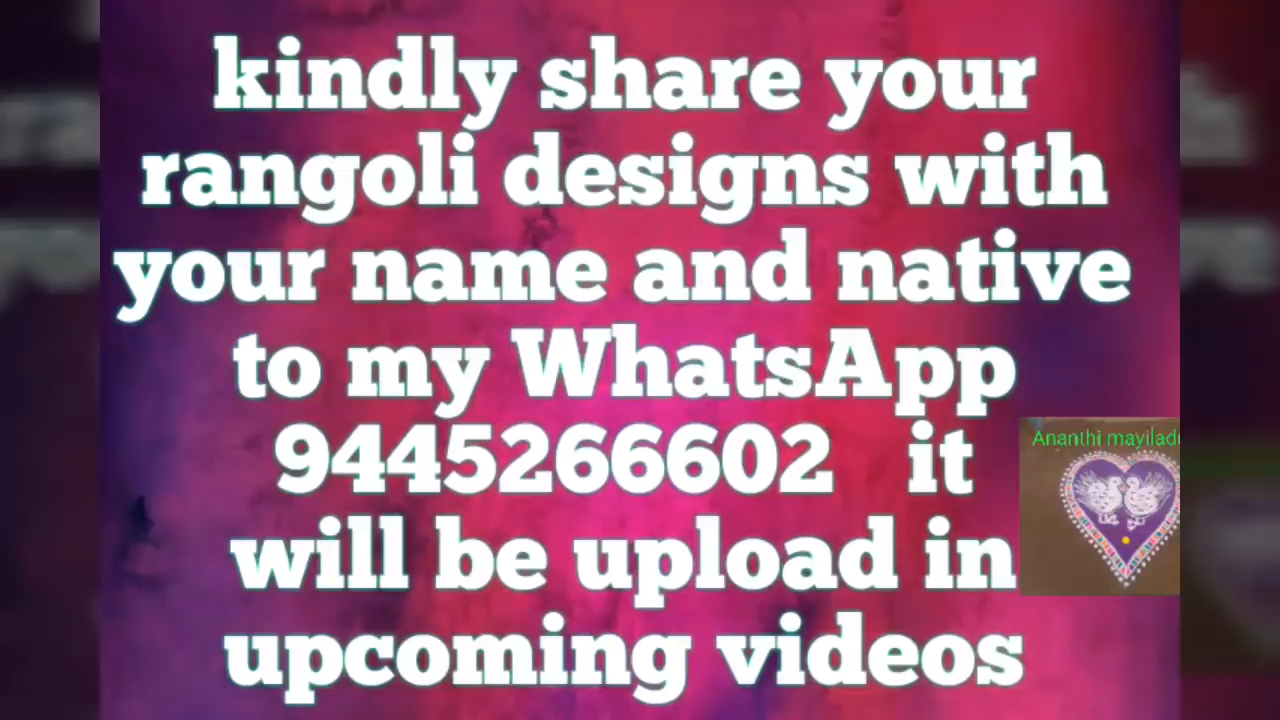 kindly share your
rangoli designs with
your name and native
to my WhatsApp
9445266602 it
will be upload in
upcoming videos
Ananthi